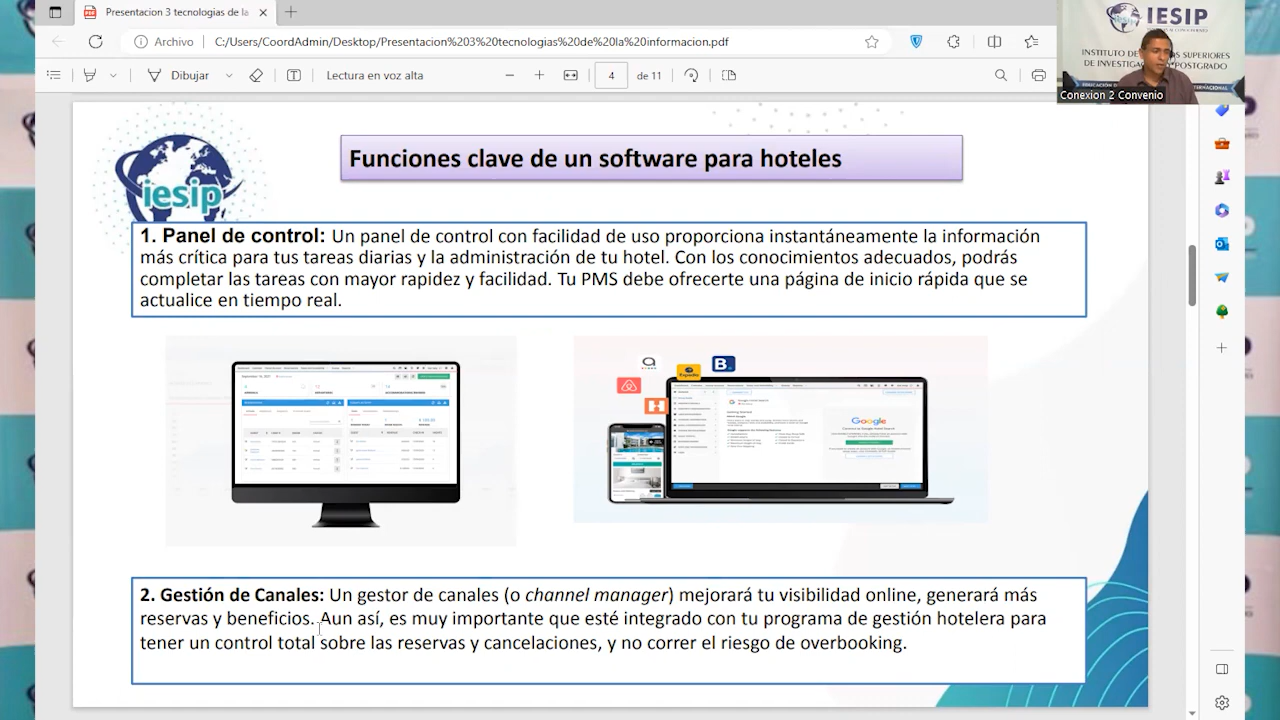 Presentacion 3 tecnologias de la
Archivo
C:/Users/CoordAdmin/Desktop/Presentacion%203%20tecnologias%20de%20la%20informacion.pdf
Dibujar
Lectura en voz alta
4 de 11
IESIP
DE INVESTIGACIÓN Y POSTGRADO
Conexion 2 Convenio
iesip
Funciones clave de un software para hoteles
1. Panel de control: Un panel de control con facilidad de uso proporciona instantáneamente la información
más crítica para tus tareas diarias y la administración de tu hotel. Con los conocimientos adecuados, podrás
completar las tareas con mayor rapidez y facilidad. Tu PMS debe ofrecerte una página de inicio rápida que se
actualice en tiempo real.
B.
Expedia
Google
2. Gestión de Canales: Un gestor de canales (o channel manager) mejorará tu visibilidad online, generará más
reservas y beneficios. Aun así, es muy importante que esté integrado con tu programa de gestión hotelera para
tener un control total sobre las reservas y cancelaciones, y no correr el riesgo de overbooking.